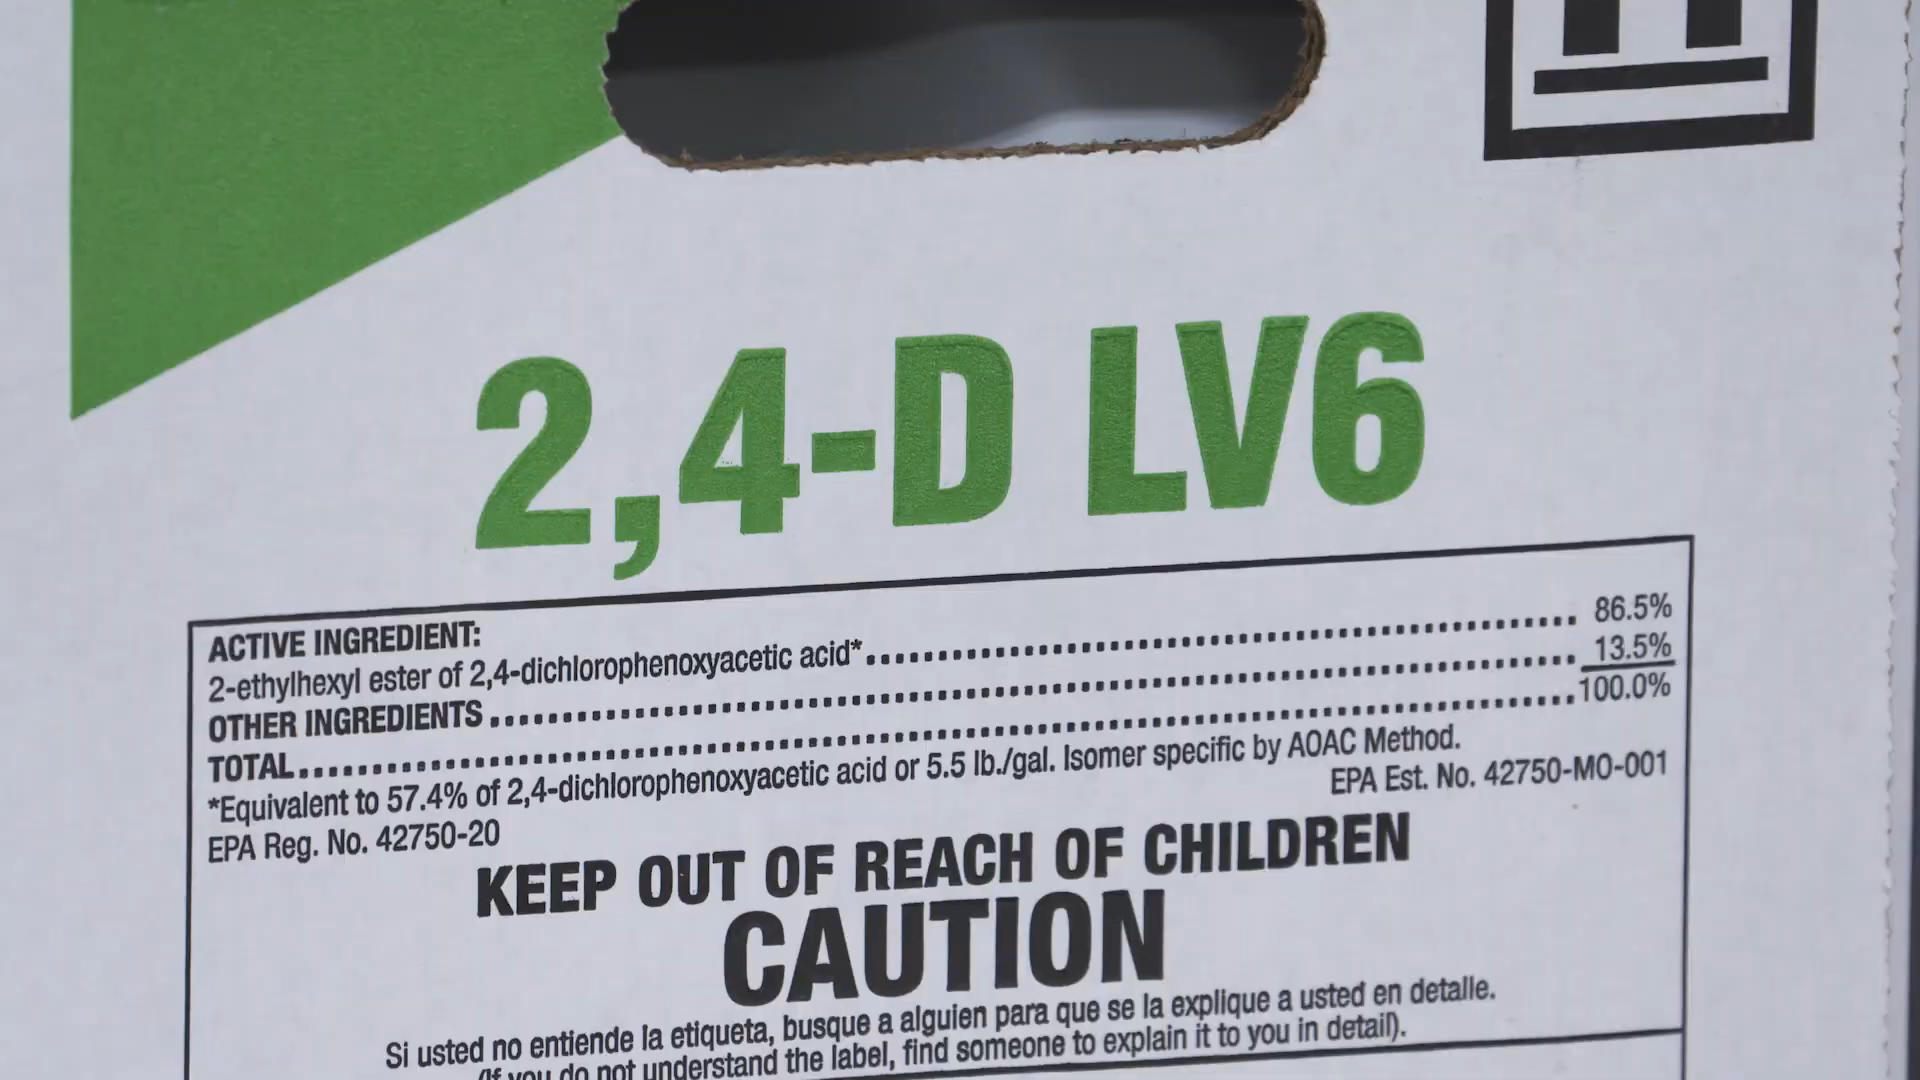 2,4-D LV6
ACTIVE INGREDIENT:
2-ethylhexyl ester of 2,4-dichlorophenoxyacetic acid*.......... 86.5%
OTHER INGREDIENTS.......... 13.5%
TOTAL..........100.0%
*Equivalent to 57.4% of 2,4-dichlorophenoxyacetic acid or 5.5 lb./gal. Isomer specific by AOAC Method.
EPA Reg. No. 42750-20 EPA Est. No. 42750-MO-001
KEEP OUT OF REACH OF CHILDREN
CAUTION
Si usted no entiende la etiqueta, busque a alguien para que se la explique a usted en detalle.
(If you do not understand the label, find someone to explain it to you in detail).